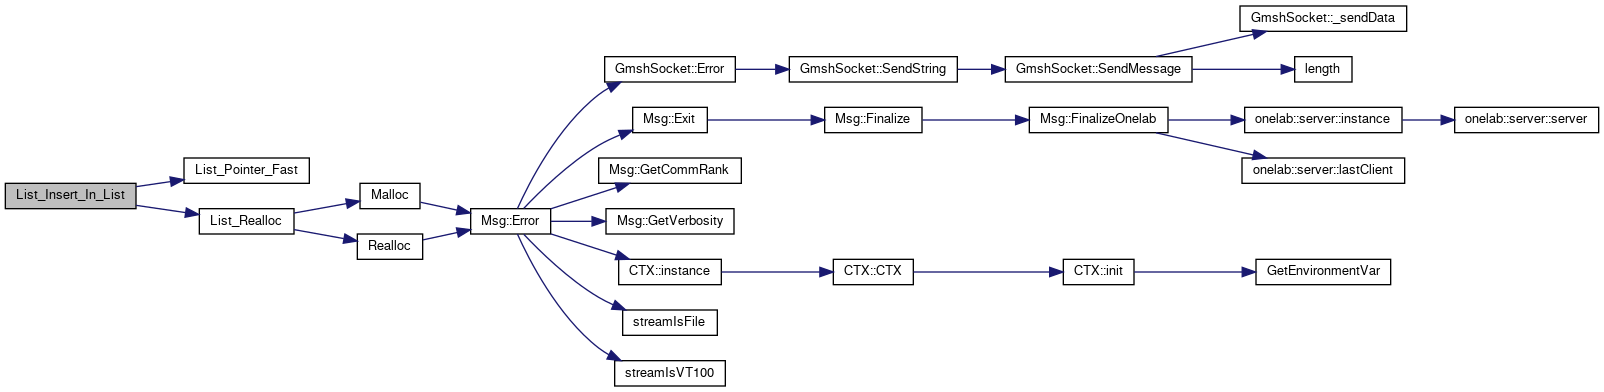 List_Insert_In_List
List_Pointer_Fast
List_Realloc
Malloc
Realloc
Msg::Error
GmshSocket::Error
GmshSocket::SendString
GmshSocket::SendMessage
GmshSocket::_sendData
length
Msg::Exit
Msg::Finalize
Msg::FinalizeOnelab
onelab::server::instance
onelab::server::server
onelab::server::lastClient
Msg::GetCommRank
Msg::GetVerbosity
CTX::instance
CTX::CTX
CTX::init
GetEnvironmentVar
streamIsFile
streamIsVT100